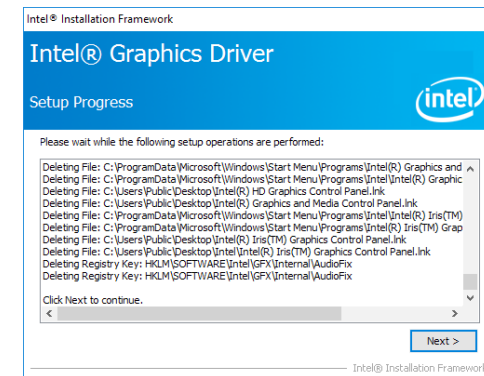 Intel® Installation Framework
Intel® Graphics Driver
Setup Progress
intel
Please wait while the following setup operations are performed:
Deleting File: C:\ProgramData\Microsoft\Windows\Start Menu\Programs\Intel(R) Graphics and
Deleting File: C:\ProgramData\Microsoft\Windows\Start Menu\Programs\Intel\Intel(R) Graphic
Deleting File: C:\Users\Public\Desktop\Intel(R) HD Graphics Control Panel.lnk
Deleting File: C:\Users\Public\Desktop\Intel(R) Graphics and Media Control Panel.lnk
Deleting File: C:\ProgramData\Microsoft\Windows\Start Menu\Programs\Intel\Intel(R) Iris(TM)
Deleting File: C:\ProgramData\Microsoft\Windows\Start Menu\Programs\Intel(R) Iris(TM) Grap
Deleting File: C:\Users\Public\Desktop\Intel(R) Iris(TM) Graphics Control Panel.lnk
Deleting File: C:\Users\Public\Desktop\Intel\Intel(R) Iris(TM) Graphics Control Panel.lnk
Deleting Registry Key: HKLM\SOFTWARE\Intel\GFX\Internal\AudioFix
Deleting Registry Key: HKLM\SOFTWARE\Intel\GFX\Internal\AudioFix
Click Next to continue.
Next >
Intel® Installation Framework